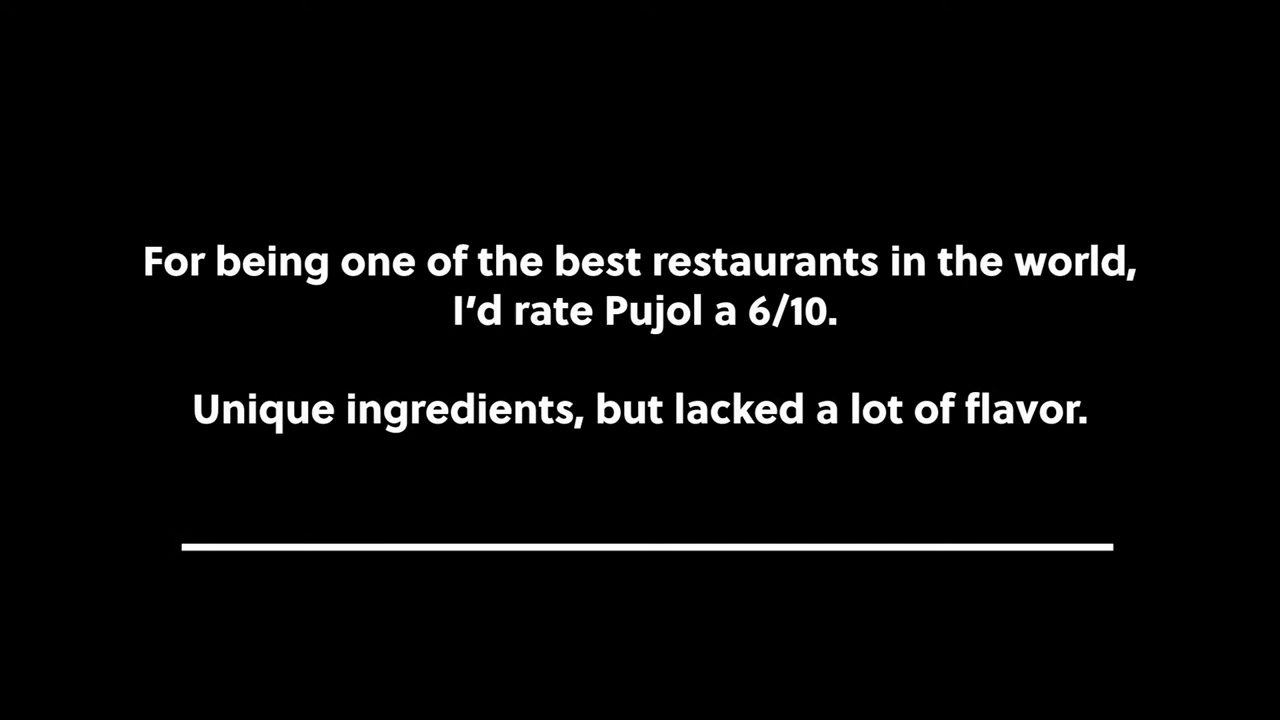 For being one of the best restaurants in the world,
I’d rate Pujol a 6/10.
Unique ingredients, but lacked a lot of flavor.